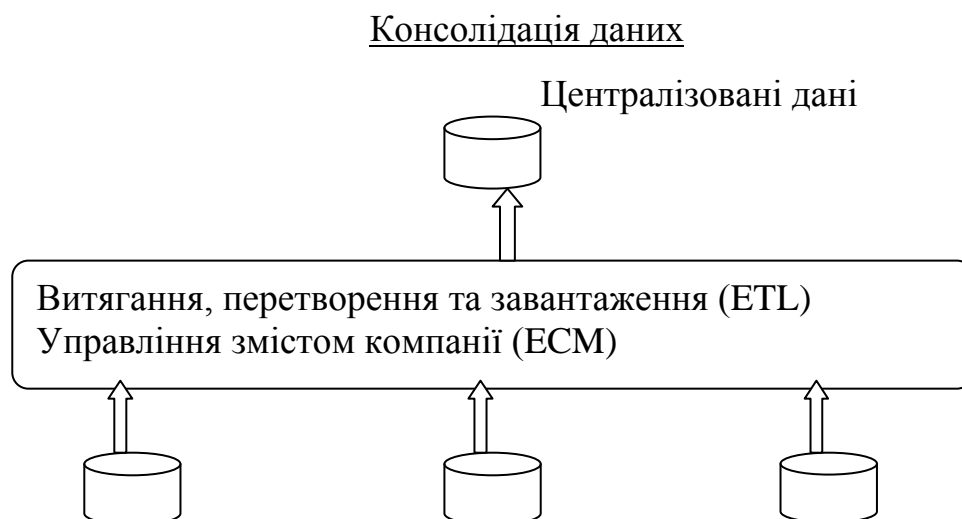 Консолідація даних
Централізовані дані
Витягання, перетворення та завантаження (ETL)
Управління змістом компанії (ECM)